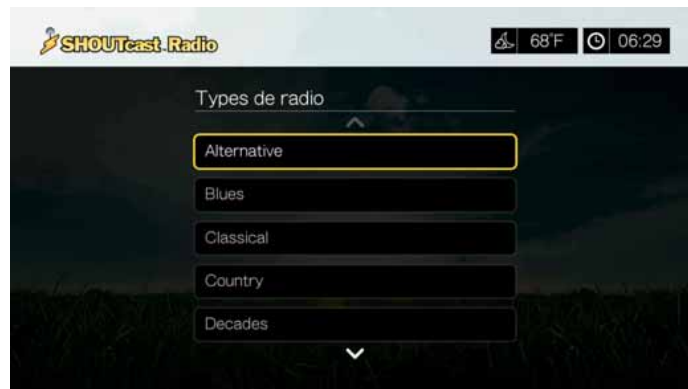 SHOUTcast Radio
68°F
06:29
Types de radio
Alternative
Blues
Classical
Country
Decades